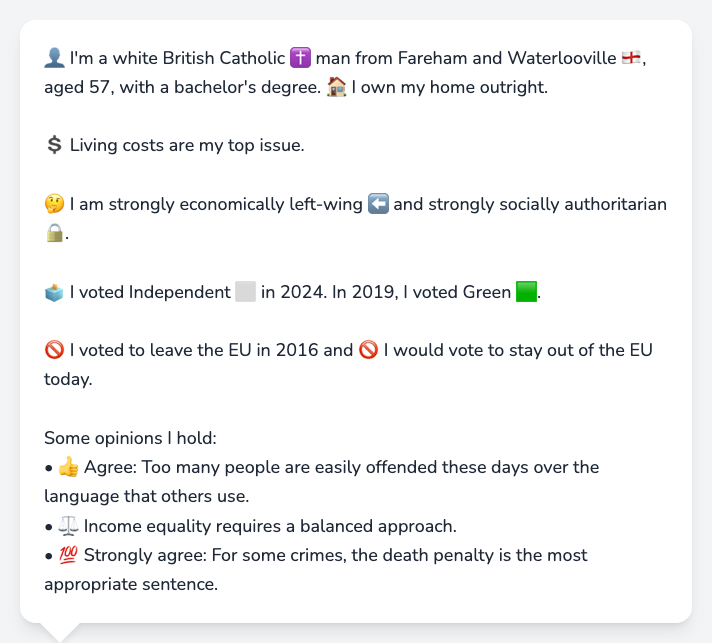 👤 I'm a white British Catholic ✝️ man from Fareham and Waterlooville 🏴󠁧󠁢󠁥󠁮󠁧󠁿,
aged 57, with a bachelor's degree. 🏠 I own my home outright.
💲 Living costs are my top issue.
🤔 I am strongly economically left-wing ⬅️ and strongly socially authoritarian
🔒.
🗳️ I voted Independent ⬜ in 2024. In 2019, I voted Green 🟩.
🚫 I voted to leave the EU in 2016 and 🚫 I would vote to stay out of the EU
today.
Some opinions I hold:
• 👍 Agree: Too many people are easily offended these days over the
language that others use.
• ⚖️ Income equality requires a balanced approach.
• 💯 Strongly agree: For some crimes, the death penalty is the most
appropriate sentence.